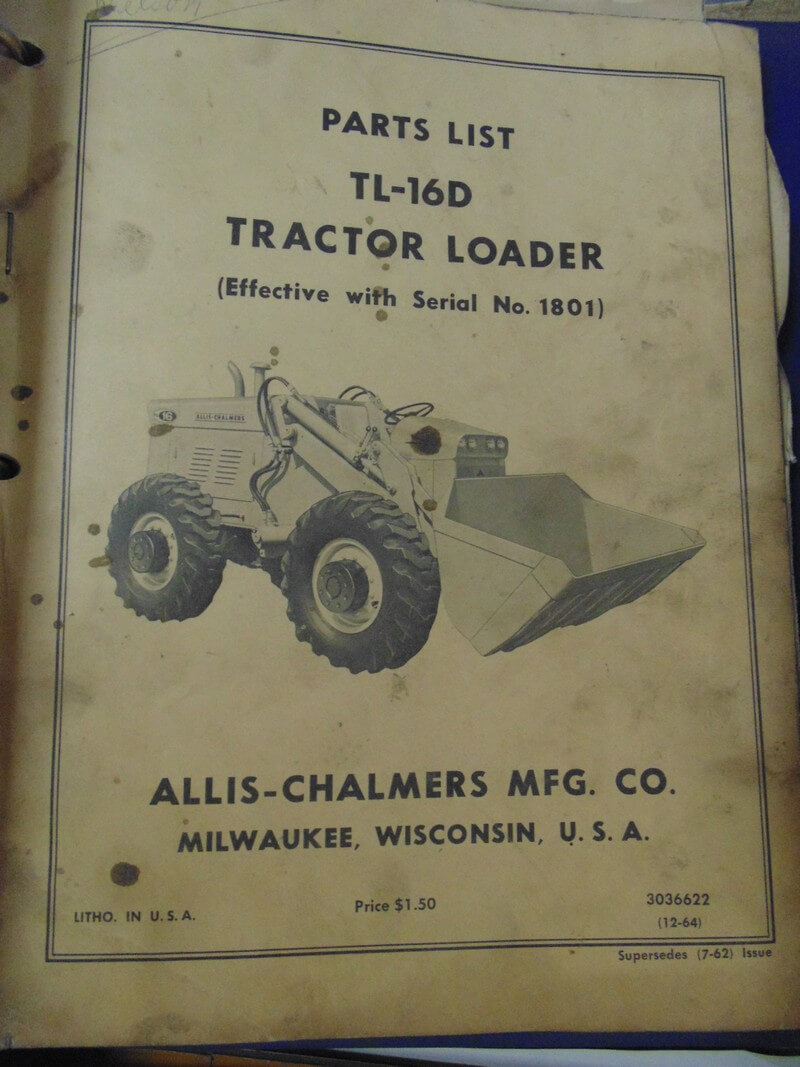 PARTS LIST
TL-16D
TRACTOR LOADER
(Effective with Serial No. 1801)
16 ALLIS-CHALMERS
ALLIS-CHALMERS MFG. CO.
MILWAUKEE, WISCONSIN, U. S. A.
LITHO. IN U. S. A.
Price $1.50
3036622
(12-64)
Supersedes (7-62) Issue